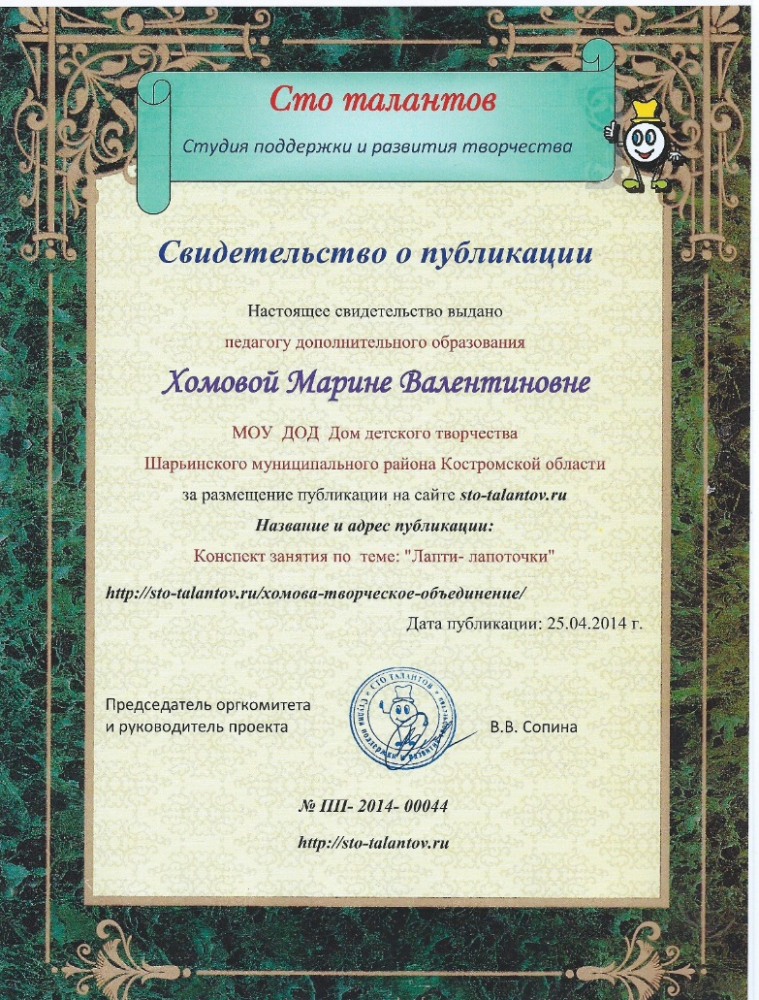 Сто талантов
Студия поддержки и развития творчества
Свидетельство о публикации
Настоящее свидетельство выдано
педагогу дополнительного образования
Хомовой Марине Валентиновне
МОУ ДОД Дом детского творчества
Шарьинского муниципального района Костромской области
за размещение публикации на сайте sto-talantov.ru
Название и адрес публикации:
Конспект занятия по теме: "Лапти- лапоточки"
http://sto-talantov.ru/хомова-творческое-объединение/
Дата публикации: 25.04.2014 г.
Председатель оргкомитета
и руководитель проекта
СТО ТАЛАНТОВ
Студия поддержки и развития
В.В. Сопина
№ ПП- 2014- 00044
http://sto-talantov.ru